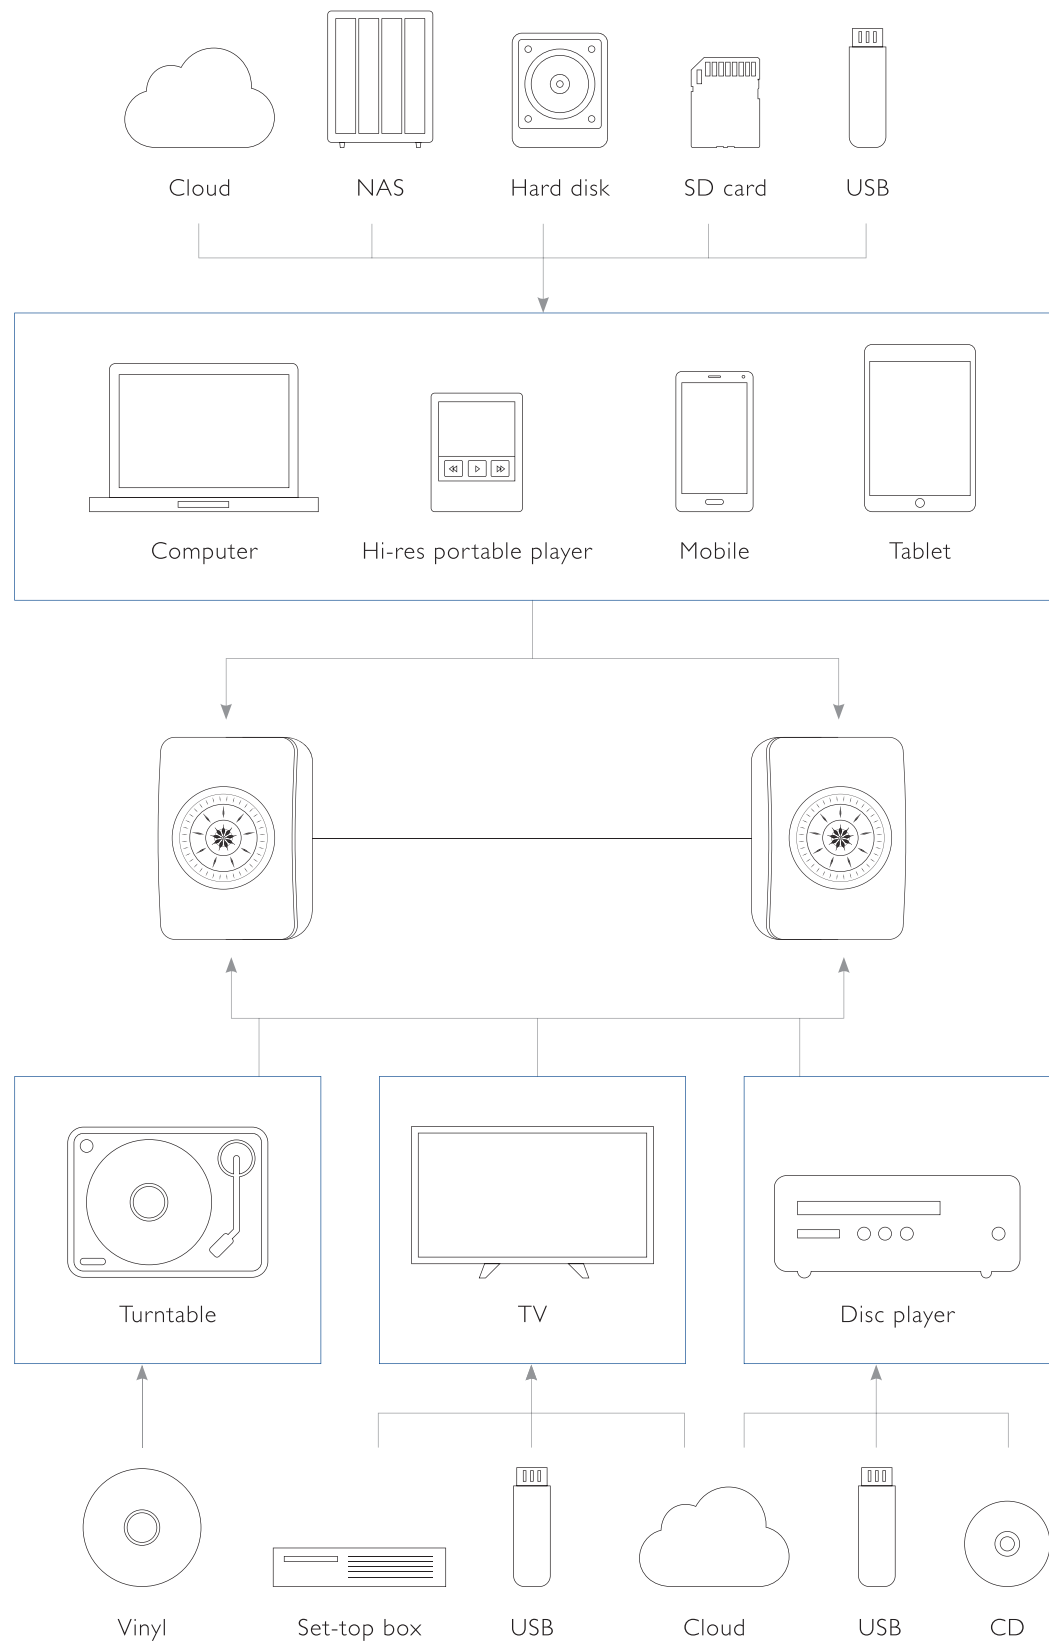 Cloud
NAS
Hard disk
SD card
USB
Computer
Hi-res portable player
Mobile
Tablet
Turntable
TV
Disc player
Vinyl
Set-top box
USB
Cloud
USB
CD